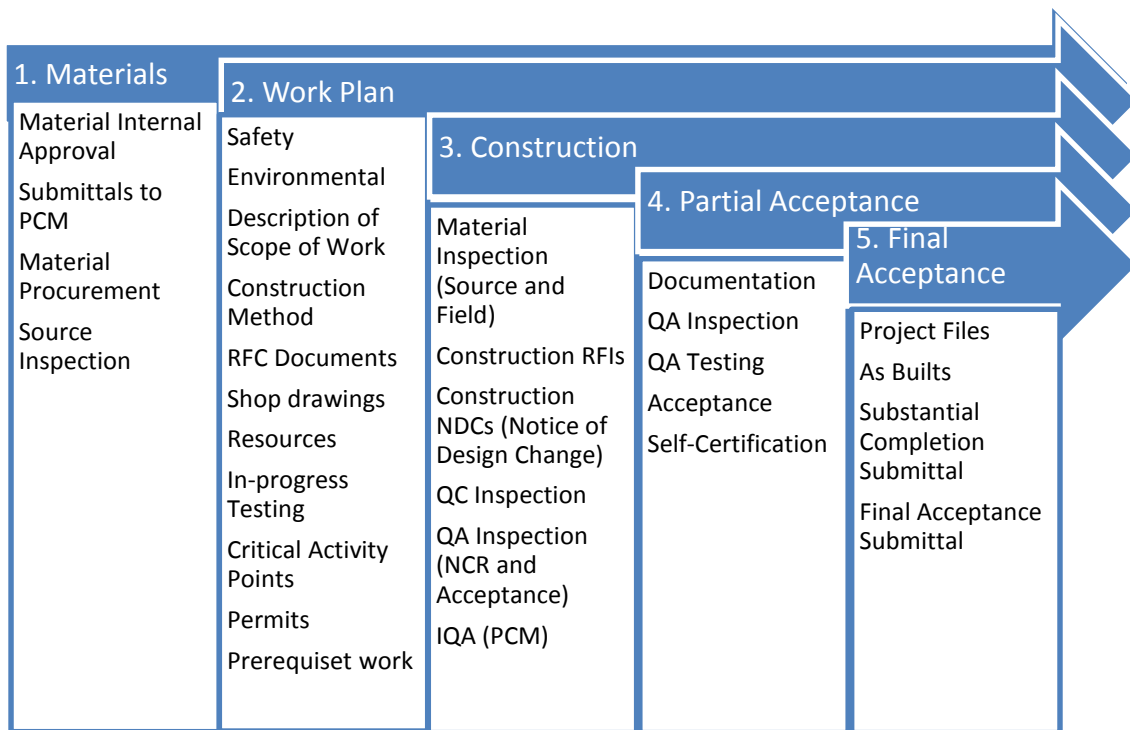 1. Materials
Material Internal
Approval
Submittals to
PCM
Material
Procurement
Source
Inspection
2. Work Plan
Safety
Environmental
Description of
Scope of Work
Construction
Method
RFC Documents
Shop drawings
Resources
In-progress
Testing
Critical Activity
Points
Permits
Prerequiset work
3. Construction
Material
Inspection
(Source and
Field)
Construction RFIs
Construction
NDCs (Notice of
Design Change)
QC Inspection
QA Inspection
(NCR and
Acceptance)
IQA (PCM)
4. Partial Acceptance
Documentation
QA Inspection
QA Testing
Acceptance
Self-Certification
5. Final
Acceptance
Project Files
As Builts
Substantial
Completion
Submittal
Final Acceptance
Submittal